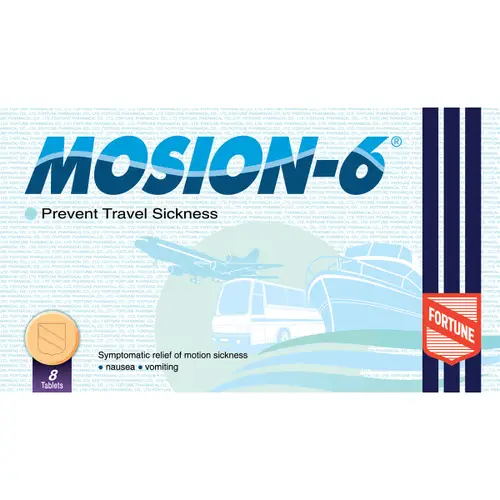 MOSION-6®
Prevent Travel Sickness
FORTUNE
Symptomatic relief of motion sickness
• nausea • vomiting
8
Tablets